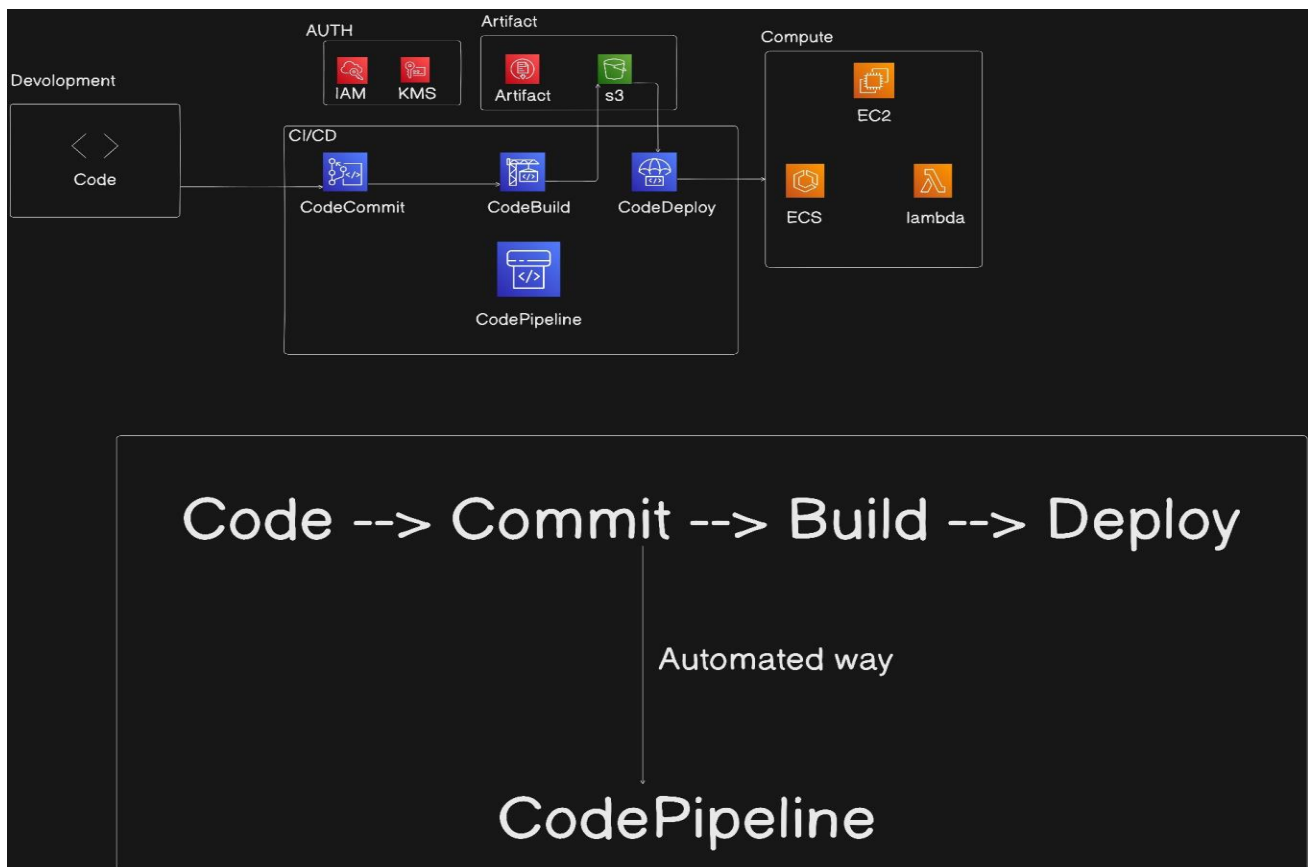 AUTH
Artifact
Compute
Devolopment
IAM
KMS
Artifact
s3
EC2
CI/CD
Code
CodeCommit
CodeBuild
CodeDeploy
ECS
lambda
CodePipeline
Code --> Commit --> Build --> Deploy
Automated way
CodePipeline